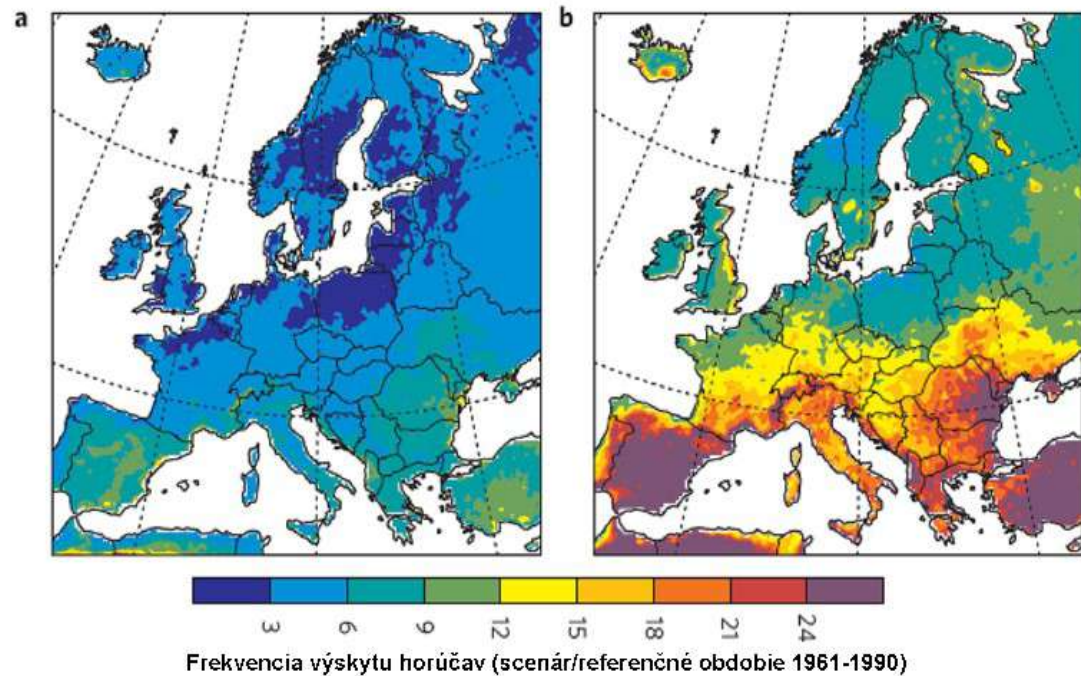 a
b
3 6 9 12 15 18 21 24
Frekvencia výskytu horúčav (scenár/referenčné obdobie 1961-1990)